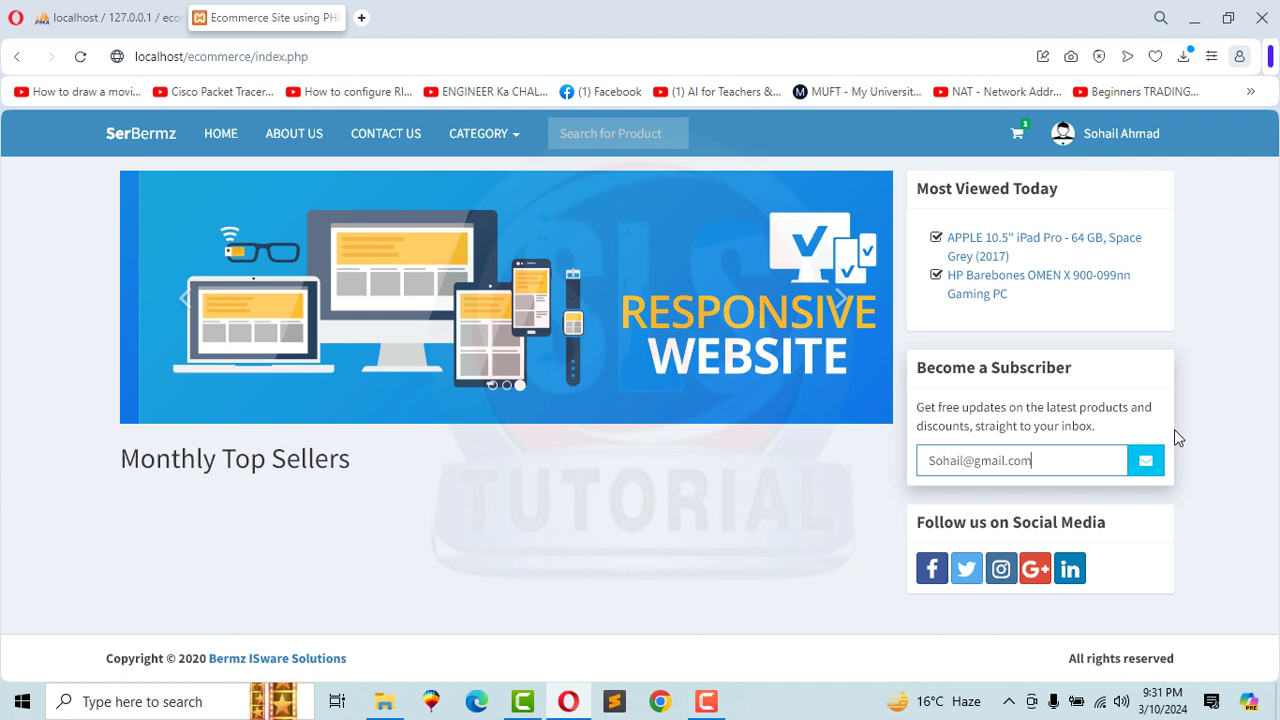 localhost / 127.0.0.1 / eco
Ecommerce Site using PH
localhost/ecommerce/index.php
How to draw a movi...
Cisco Packet Tracer...
How to configure RI...
ENGINEER Ka CHAL...
(1) Facebook
(1) AI for Teachers &...
MUFT - My Universit...
NAT - Network Addr...
Beginners TRADING...
SerBermz
HOME
ABOUT US
CONTACT US
CATEGORY
Search for Product
1
Sohail Ahmad
RESPONSIVE
WEBSITE
Monthly Top Sellers
Most Viewed Today
APPLE 10.5" iPad Pro - 64 GB, Space
Grey (2017)
HP Barebones OMEN X 900-099nn
Gaming PC
Become a Subscriber
Get free updates on the latest products and
discounts, straight to your inbox.
Sohail@gmail.com
Follow us on Social Media
TUTORIAL
Copyright © 2020 Bermz ISware Solutions
All rights reserved
Type here to search
16°C Haze
9:31 PM
3/10/2024